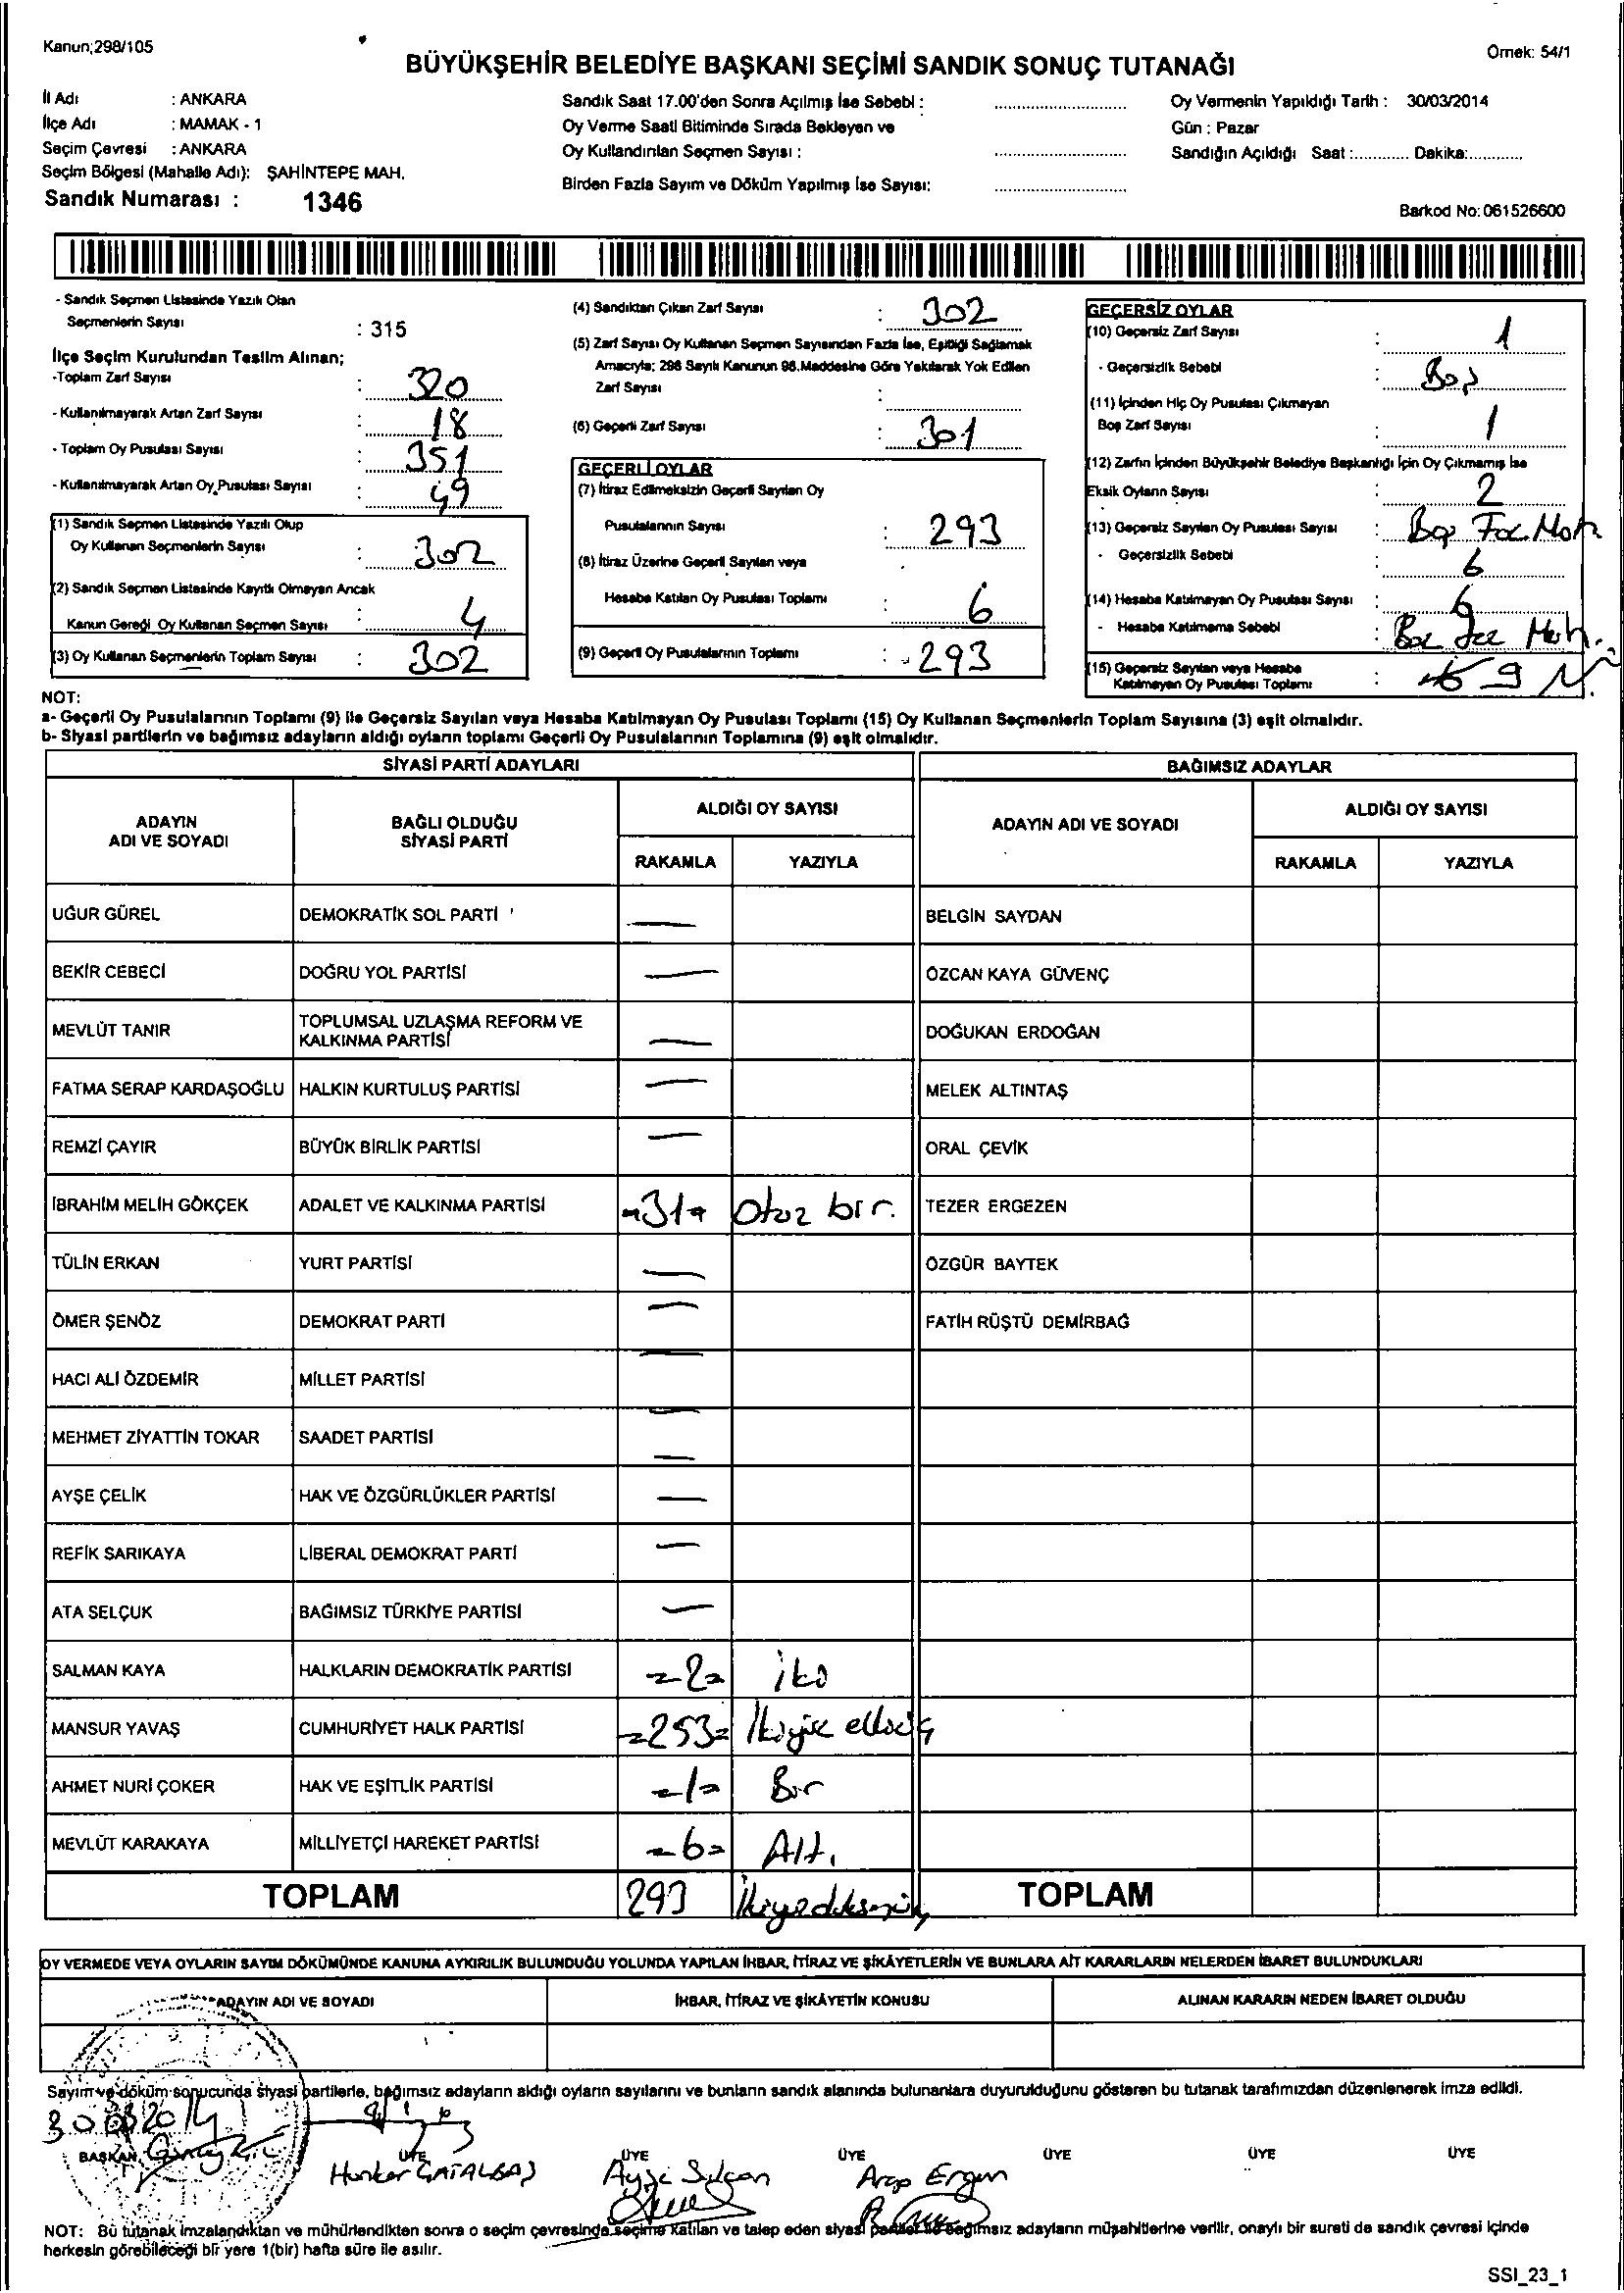 Kanun;298/105
Örnek: 54/1
BÜYÜKŞEHİR BELEDİYE BAŞKANI SEÇİMİ SANDIK SONUÇ TUTANAĞI
İl Adı : ANKARA
İlçe Adı : MAMAK - 1
Seçim Çevresi : ANKARA
Seçim Bölgesi (Mahalle Adı): ŞAHİNTEPE MAH.
Sandık Numarası : 1346
Sandık Saat 17.00'den Sonra Açılmış İse Sebebi :
Oy Verme Saati Bitiminde Sırada Bekleyen ve
Oy Kullandırılan Seçmen Sayısı :
Birden Fazla Sayım ve Döküm Yapılmış İse Sayısı:
Oy Vermenin Yapıldığı Tarih : 30/03/2014
Gün : Pazar
Sandığın Açıldığı Saat :............ Dakika:............
Barkod No: 061526600
- Sandık Seçmen Listesinde Yazılı Olan
Seçmenlerin Sayısı : 315
İlçe Seçim Kurulundan Teslim Alınan;
-Toplam Zarf Sayısı : 320
- Kullanılmayarak Artan Zarf Sayısı : 18
- Toplam Oy Pusulası Sayısı : 351
- Kullanılmayarak Artan Oy Pusulası Sayısı : 49
(1) Sandık Seçmen Listesinde Yazılı Olup
Oy Kullanan Seçmenlerin Sayısı : 302
(2) Sandık Seçmen Listesinde Kayıtlı Olmayan Ancak
Kanun Gereği Oy Kullanan Seçmen Sayısı : 4
(3) Oy Kullanan Seçmenlerin Toplam Sayısı : 302
(4) Sandıktan Çıkan Zarf Sayısı : 302
(5) Zarf Sayısı Oy Kullanan Seçmen Sayısından Fazla İse, Eşitliği Sağlamak
Amacıyla; 298 Sayılı Kanunun 98.Maddesine Göre Yakılarak Yok Edilen
Zarf Sayısı :
(6) Geçerli Zarf Sayısı : 301
GEÇERLİ OYLAR
(7) İtiraz Edilmeksizin Geçerli Sayılan Oy
Pusulalarının Sayısı : 293
(8) İtiraz Üzerine Geçerli Sayılan veya
Hesaba Katılan Oy Pusulası Toplamı : 6
(9) Geçerli Oy Pusulalarının Toplamı : 293
GEÇERSİZ OYLAR
(10) Geçersiz Zarf Sayısı : 1
- Geçersizlik Sebebi : Boş
(11) İçinden Hiç Oy Pusulası Çıkmayan
Boş Zarf Sayısı : 1
(12) Zarfın İçinden Büyükşehir Belediye Başkanlığı İçin Oy Çıkmamış İse
Eksik Oyların Sayısı : 2
(13) Geçersiz Sayılan Oy Pusulası Sayısı :
- Geçersizlik Sebebi : 6
(14) Hesaba Katılmayan Oy Pusulası Sayısı : 6
- Hesaba Katılmama Sebebi :
(15) Geçersiz Sayılan veya Hesaba
Katılmayan Oy Pusulası Toplamı : 9
NOT:
a- Geçerli Oy Pusulalarının Toplamı (9) ile Geçersiz Sayılan veya Hesaba Katılmayan Oy Pusulası Toplamı (15) Oy Kullanan Seçmenlerin Toplam Sayısına (3) eşit olmalıdır.
b- Siyasi partilerin ve bağımsız adayların aldığı oyların toplamı Geçerli Oy Pusulalarının Toplamına (9) eşit olmalıdır.
SİYASİ PARTİ ADAYLARI
BAĞIMSIZ ADAYLAR
ADAYIN ADI VE SOYADI
BAĞLI OLDUĞU SİYASİ PARTİ
ALDIĞI OY SAYISI
RAKAMLA YAZIYLA
ADAYIN ADI VE SOYADI
ALDIĞI OY SAYISI
RAKAMLA YAZIYLA
UĞUR GÜREL DEMOKRATİK SOL PARTİ — BELGİN SAYDAN
BEKİR CEBECİ DOĞRU YOL PARTİSİ — ÖZCAN KAYA GÜVENÇ
MEVLÜT TANIR TOPLUMSAL UZLAŞMA REFORM VE KALKINMA PARTİSİ — DOĞUKAN ERDOĞAN
FATMA SERAP KARDAŞOĞLU HALKIN KURTULUŞ PARTİSİ — MELEK ALTINTAŞ
REMZİ ÇAYIR BÜYÜK BİRLİK PARTİSİ — ORAL ÇEVİK
İBRAHİM MELİH GÖKÇEK ADALET VE KALKINMA PARTİSİ =31= Otuz bir. TEZER ERGEZEN
TÜLİN ERKAN YURT PARTİSİ — ÖZGÜR BAYTEK
ÖMER ŞENÖZ DEMOKRAT PARTİ — FATİH RÜŞTÜ DEMİRBAĞ
HACI ALİ ÖZDEMİR MİLLET PARTİSİ —
MEHMET ZİYATTİN TOKAR SAADET PARTİSİ —
AYŞE ÇELİK HAK VE ÖZGÜRLÜKLER PARTİSİ —
REFİK SARIKAYA LİBERAL DEMOKRAT PARTİ —
ATA SELÇUK BAĞIMSIZ TÜRKİYE PARTİSİ —
SALMAN KAYA HALKLARIN DEMOKRATİK PARTİSİ =2= iki
MANSUR YAVAŞ CUMHURİYET HALK PARTİSİ =253=
AHMET NURİ ÇOKER HAK VE EŞİTLİK PARTİSİ =1= Bir
MEVLÜT KARAKAYA MİLLİYETÇİ HAREKET PARTİSİ =6= Altı
TOPLAM 293 TOPLAM
OY VERMEDE VEYA OYLARIN SAYIM DÖKÜMÜNDE KANUNA AYKIRILIK BULUNDUĞU YOLUNDA YAPILAN İHBAR, İTİRAZ VE ŞİKÂYETLERİN VE BUNLARA AİT KARARLARIN NELERDEN İBARET BULUNDUKLARI
ADAYIN ADI VE SOYADI İHBAR, İTİRAZ VE ŞİKÂYETİN KONUSU ALINAN KARARIN NEDEN İBARET OLDUĞU
Sayım ve döküm sonucunda siyasi partilerle, bağımsız adayların aldığı oyların sayılarını ve bunların sandık alanında bulunanlara duyurulduğunu gösteren bu tutanak tarafımızdan düzenlenerek imza edildi.
30 03 2014
BAŞKAN ÜYE ÜYE ÜYE ÜYE ÜYE ÜYE
Hunker ÇATALBAŞ Ayşe Arap Ergun
NOT: Bu tutanak imzalandıktan ve mühürlendikten sonra o seçim çevresinde seçime katılan ve talep eden siyasi partiler ile bağımsız adayların müşahitlerine verilir, onaylı bir sureti de sandık çevresi içinde
herkesin görebileceği bir yere 1(bir) hafta süre ile asılır.
SSI_23_1